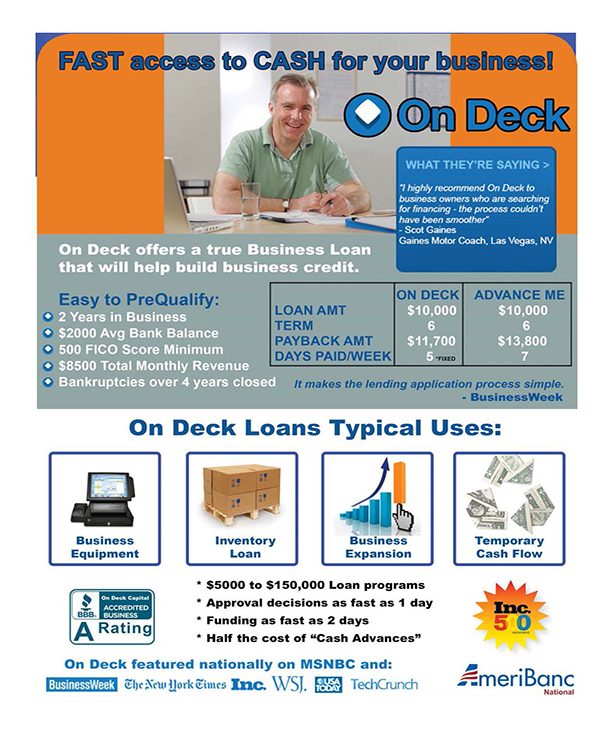 FAST access to CASH for your business!
On Deck
WHAT THEY'RE SAYING >
"I highly recommend On Deck to
business owners who are searching
for financing - the process couldn't
have been smoother"
- Scot Gaines
Gaines Motor Coach, Las Vegas, NV
On Deck offers a true Business Loan
that will help build business credit.
Easy to PreQualify:
2 Years in Business
$2000 Avg Bank Balance
500 FICO Score Minimum
$8500 Total Monthly Revenue
Bankruptcies over 4 years closed
ON DECK ADVANCE ME
LOAN AMT $10,000 $10,000
TERM 6 6
PAYBACK AMT $11,700 $13,800
DAYS PAID/WEEK 5 *FIXED 7
It makes the lending application process simple.
- BusinessWeek
On Deck Loans Typical Uses:
Business
Equipment
Inventory
Loan
Business
Expansion
Temporary
Cash Flow
On Deck Capital
BBB
ACCREDITED
BUSINESS
A Rating
* $5000 to $150,000 Loan programs
* Approval decisions as fast as 1 day
* Funding as fast as 2 days
* Half the cost of "Cash Advances"
Inc.
500
On Deck featured nationally on MSNBC and:
BusinessWeek The New York Times Inc. WSJ. USA TODAY TechCrunch
AmeriBanc
National